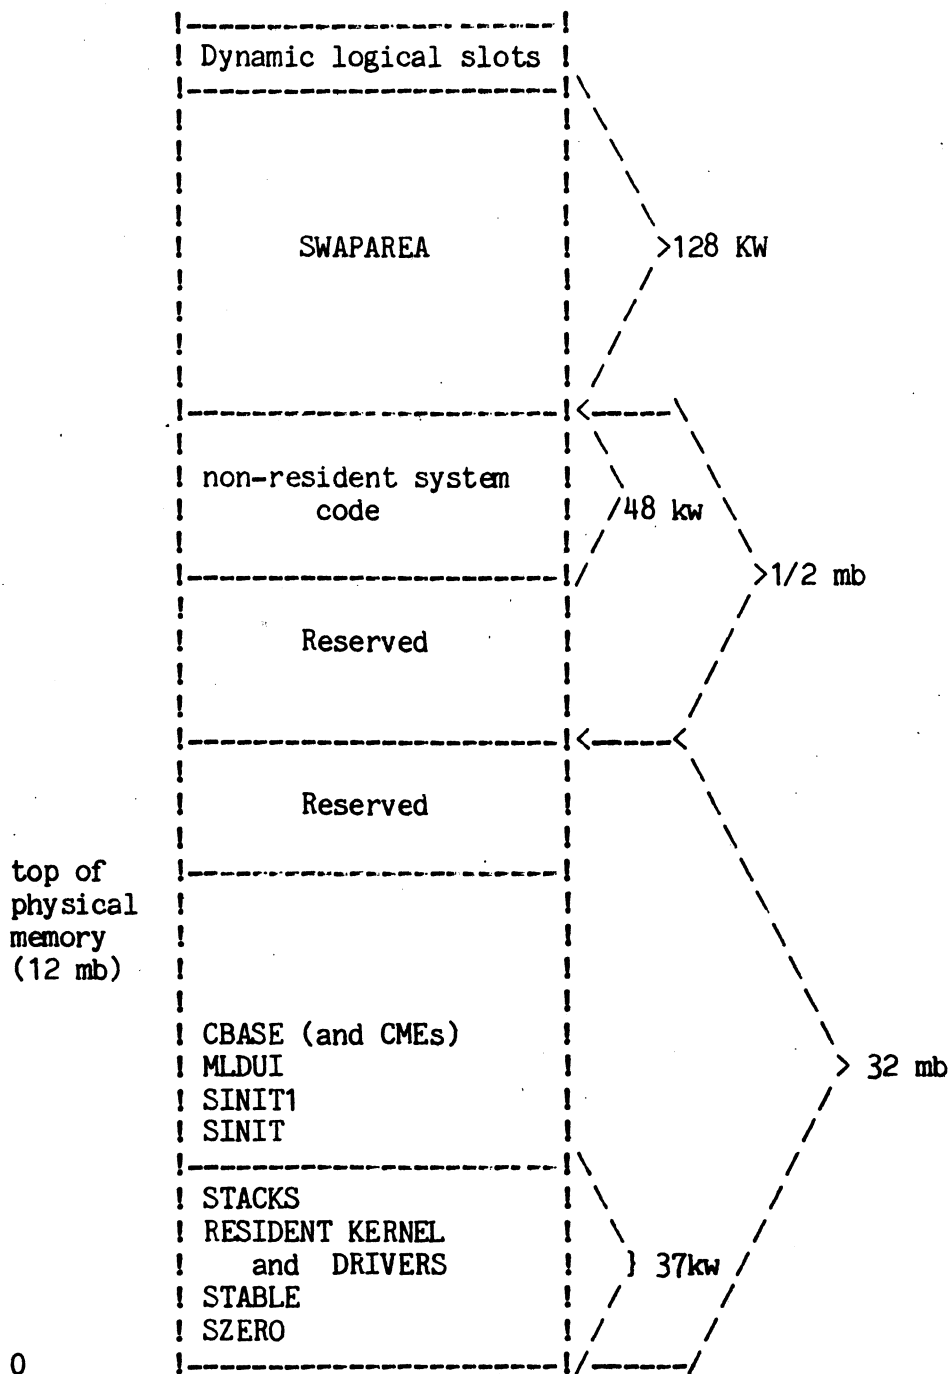 Dynamic logical slots
SWAPAREA >128 KW
non-resident system
code 48 kw
>1/2 mb
Reserved
Reserved
top of
physical
memory
(12 mb)
CBASE (and CMEs)
MLDUI > 32 mb
SINIT1
SINIT
STACKS
RESIDENT KERNEL
and DRIVERS } 37kw
STABLE
SZERO
0